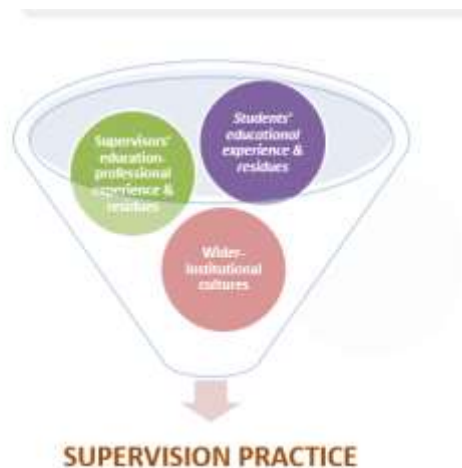 Supervisors'
education-
professional
experience &
residues
Students'
educational
experience &
residues
Wider-
institutional
cultures
SUPERVISION PRACTICE